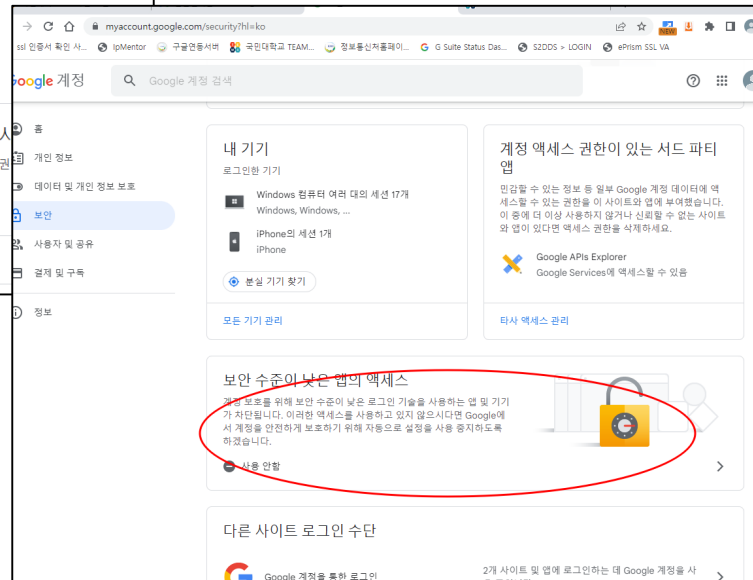 myaccount.google.com/security?hl=ko
NEW
ssl 인증서 확인 사...
IpMentor
구글연동서버
국민대학교 TEAM...
정보통신처홈페이...
G Suite Status Das...
S2DDS > LOGIN
ePrism SSL VA
Google 계정
Google 계정 검색
홈
개인 정보
데이터 및 개인 정보 보호
보안
사용자 및 공유
결제 및 구독
정보
내 기기
로그인한 기기
Windows 컴퓨터 여러 대의 세션 17개
Windows, Windows, ...
iPhone의 세션 1개
iPhone
분실 기기 찾기
모든 기기 관리
계정 액세스 권한이 있는 서드 파티
앱
민감할 수 있는 정보 등 일부 Google 계정 데이터에 액
세스할 수 있는 권한을 이 사이트와 앱에 부여했습니다.
이 중에 더 이상 사용하지 않거나 신뢰할 수 없는 사이트
와 앱이 있다면 액세스 권한을 삭제하세요.
Google APIs Explorer
Google Services에 액세스할 수 있음
타사 액세스 관리
보안 수준이 낮은 앱의 액세스
계정 보호를 위해 보안 수준이 낮은 로그인 기술을 사용하는 앱 및 기기
가 차단됩니다. 이러한 액세스를 사용하고 있지 않으시다면 Google에
서 계정을 안전하게 보호하기 위해 자동으로 설정을 사용 중지하도록
하겠습니다.
사용 안함
다른 사이트 로그인 수단
Google 계정을 통한 로그인
2개 사이트 및 앱에 로그인하는 데 Google 계정을 사